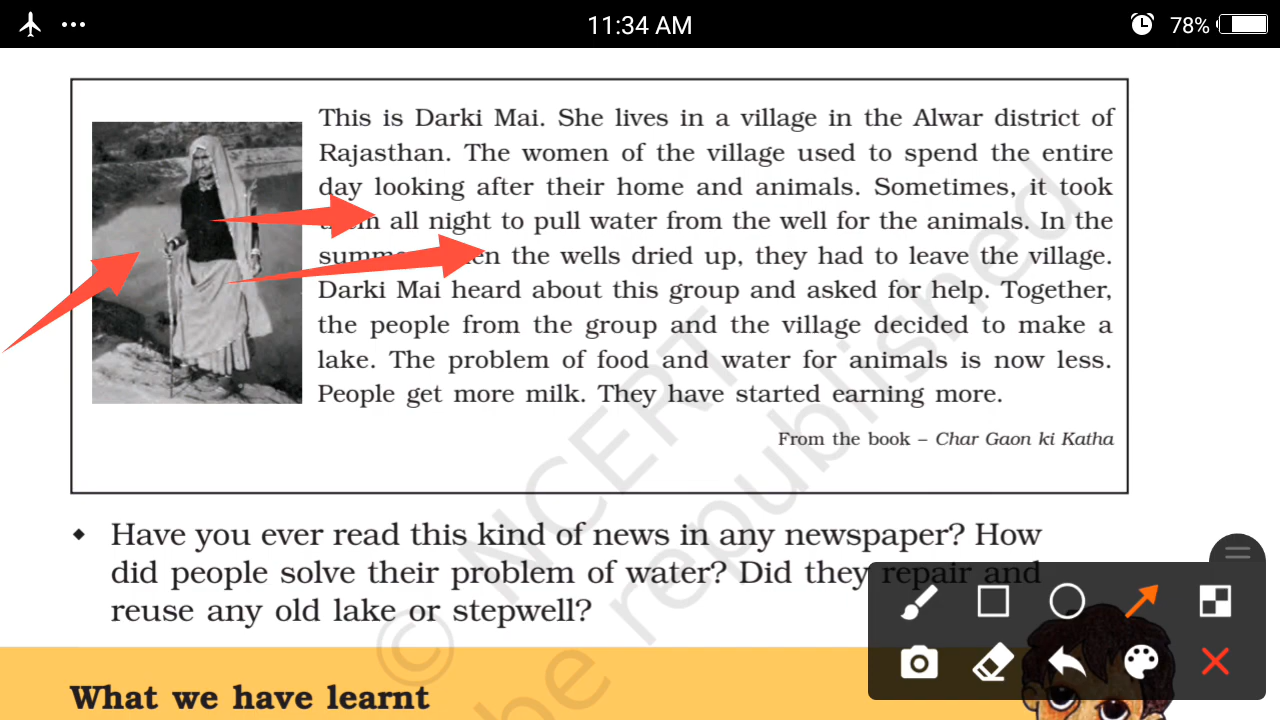 11:34 AM
78%
This is Darki Mai. She lives in a village in the Alwar district of
Rajasthan. The women of the village used to spend the entire
day looking after their home and animals. Sometimes, it took
all night to pull water from the well for the animals. In the
the wells dried up, they had to leave the village.
Darki Mai heard about this group and asked for help. Together,
the people from the group and the village decided to make a
lake. The problem of food and water for animals is now less.
People get more milk. They have started earning more.
From the book – Char Gaon ki Katha
◆ Have you ever read this kind of news in any newspaper? How
did people solve their problem of water? Did they repair and
reuse any old lake or stepwell?
What we have learnt
© NCERT
be republished